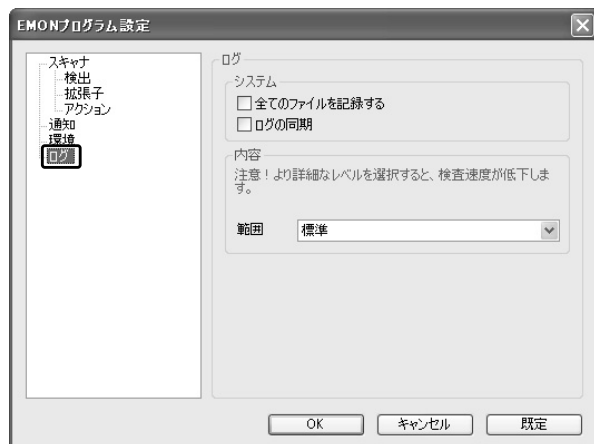 EMONプログラム設定
スキャナ
検出
拡張子
アクション
通知
環境
ログ
ログ
システム
全てのファイルを記録する
ログの同期
内容
注意！より詳細なレベルを選択すると、検査速度が低下しま
す。
範囲
標準
OK
キャンセル
既定